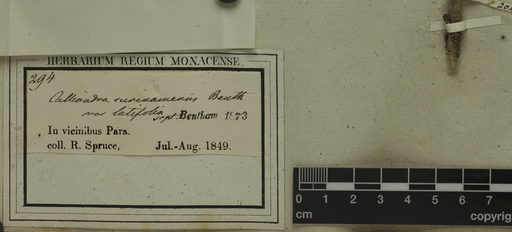 HERBARIUM REGIUM MONACENSE.
294
Calliandra surinamensis Benth
var latifolia
sept. Bentham 1873
In vicinibus Para.
coll. R. Spruce, Jul.-Aug. 1849.
0 1 2 3 4 5 6 7
cm copyrig